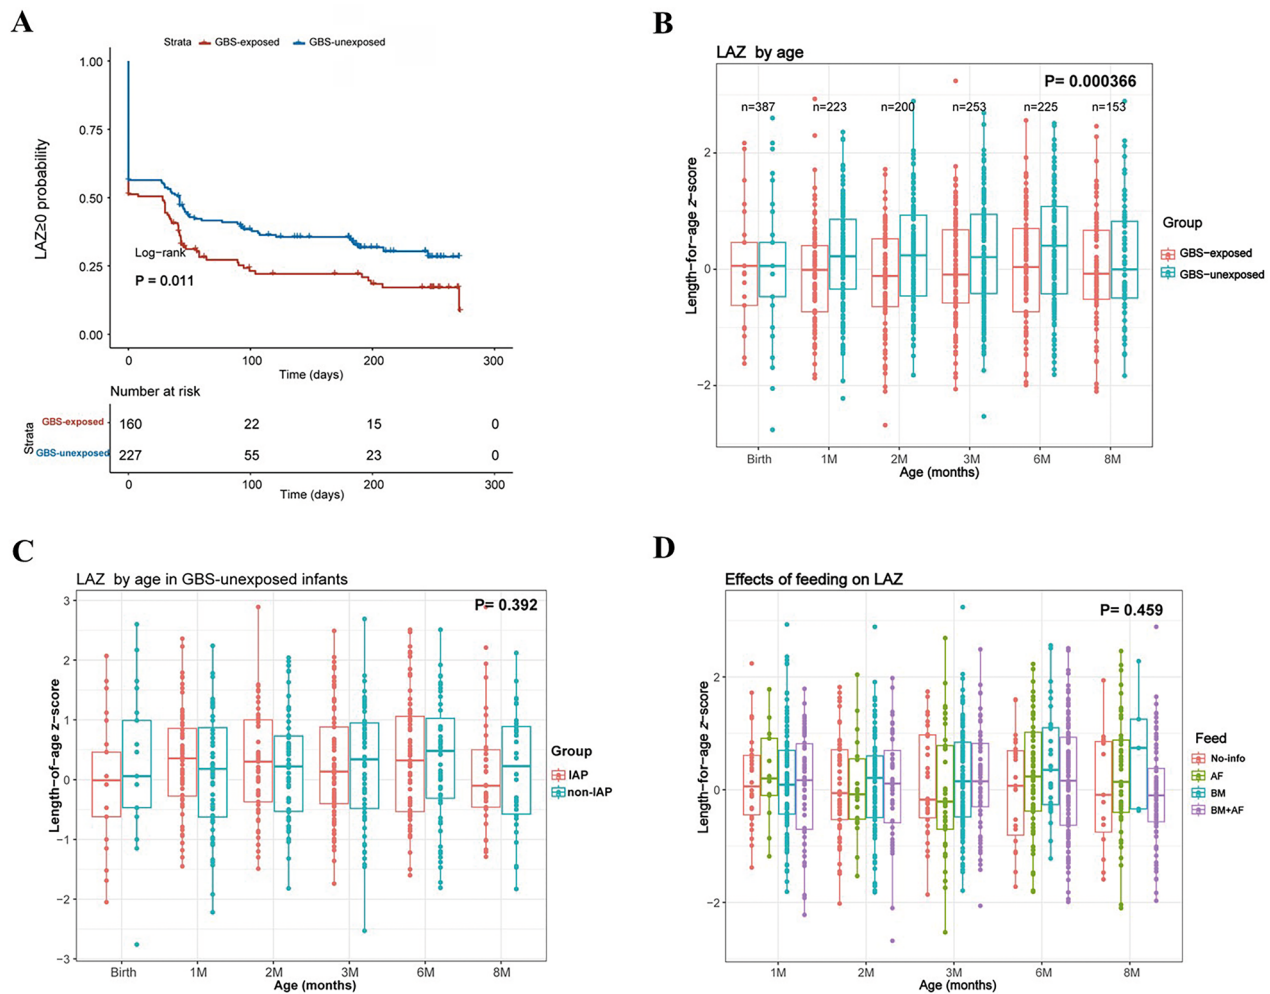 A
Strata GBS-exposed GBS-unexposed
LAZ≥0 probability
1.00
0.75
0.50
0.25
0.00
Log-rank
P = 0.011
0 100 200 300
Time (days)
Number at risk
Strata
GBS-exposed 160 22 15 0
GBS-unexposed 227 55 23 0
0 100 200 300
Time (days)
B
LAZ by age
P= 0.000366
n=387 n=223 n=200 n=253 n=225 n=153
Length-for-age z-score
2
0
−2
Birth 1M 2M 3M 6M 8M
Age (months)
Group
GBS−exposed
GBS−unexposed
C
LAZ by age in GBS-unexposed infants
P= 0.392
Length−of−age z−score
3
2
1
0
−1
−2
−3
Birth 1M 2M 3M 6M 8M
Age (months)
Group
IAP
non-IAP
D
Effects of feeding on LAZ
P= 0.459
Length−for−age z−score
2
0
−2
1M 2M 3M 6M 8M
Age (months)
Feed
No-info
AF
BM
BM+AF